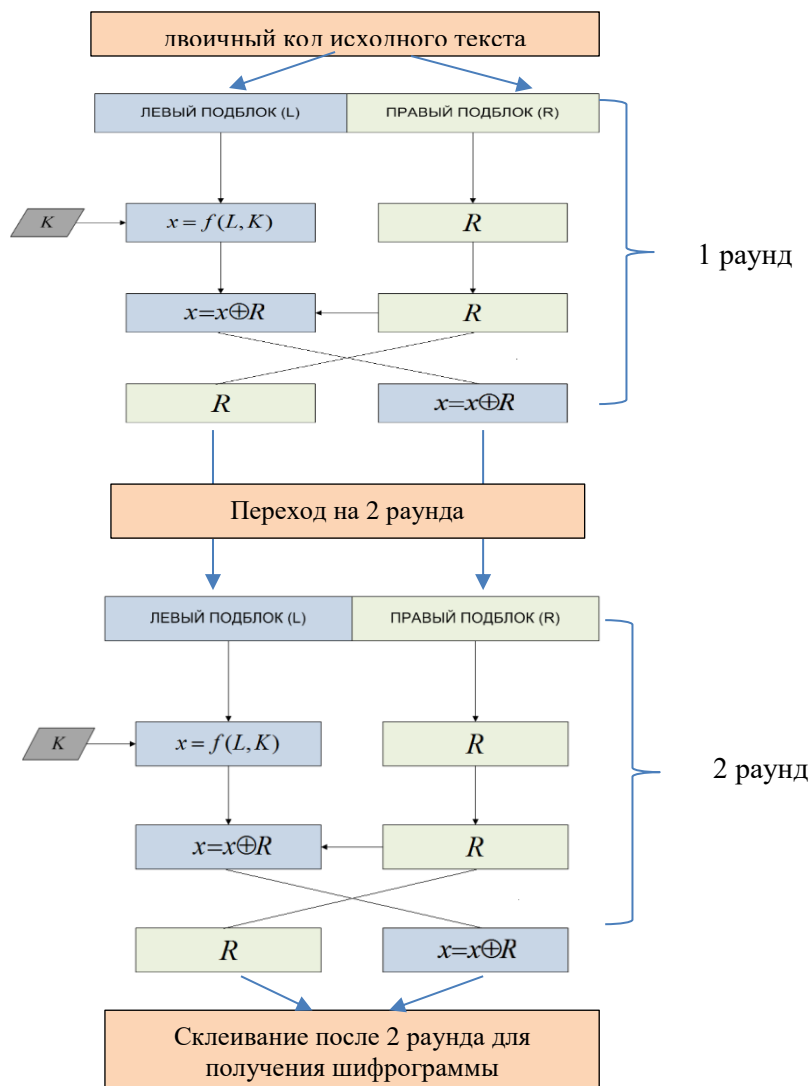 двоичный код исходного текста
ЛЕВЫЙ ПОДБЛОК (L) ПРАВЫЙ ПОДБЛОК (R)
K x = f(L, K) R
1 раунд
x=x⊕R R
R x=x⊕R
Переход на 2 раунда
ЛЕВЫЙ ПОДБЛОК (L) ПРАВЫЙ ПОДБЛОК (R)
K x = f(L, K) R
2 раунд
x=x⊕R R
R x=x⊕R
Склеивание после 2 раунда для
получения шифрограммы